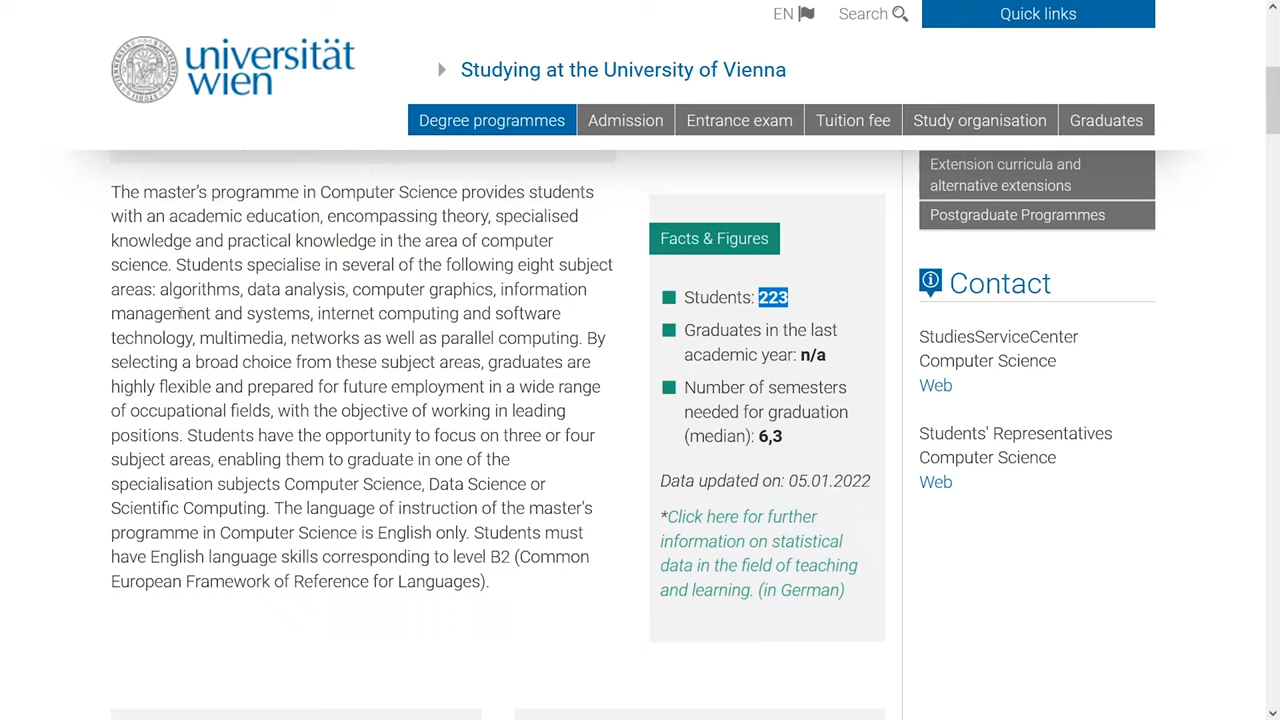 EN
Search
Quick links
universität
wien
Studying at the University of Vienna
Degree programmes
Admission
Entrance exam
Tuition fee
Study organisation
Graduates
The master's programme in Computer Science provides students
with an academic education, encompassing theory, specialised
knowledge and practical knowledge in the area of computer
science. Students specialise in several of the following eight subject
areas: algorithms, data analysis, computer graphics, information
management and systems, internet computing and software
technology, multimedia, networks as well as parallel computing. By
selecting a broad choice from these subject areas, graduates are
highly flexible and prepared for future employment in a wide range
of occupational fields, with the objective of working in leading
positions. Students have the opportunity to focus on three or four
subject areas, enabling them to graduate in one of the
specialisation subjects Computer Science, Data Science or
Scientific Computing. The language of instruction of the master's
programme in Computer Science is English only. Students must
have English language skills corresponding to level B2 (Common
European Framework of Reference for Languages).
Facts & Figures
Students: 223
Graduates in the last
academic year: n/a
Number of semesters
needed for graduation
(median): 6,3
Data updated on: 05.01.2022
*Click here for further
information on statistical
data in the field of teaching
and learning. (in German)
Extension curricula and
alternative extensions
Postgraduate Programmes
Contact
StudiesServiceCenter
Computer Science
Web
Students' Representatives
Computer Science
Web